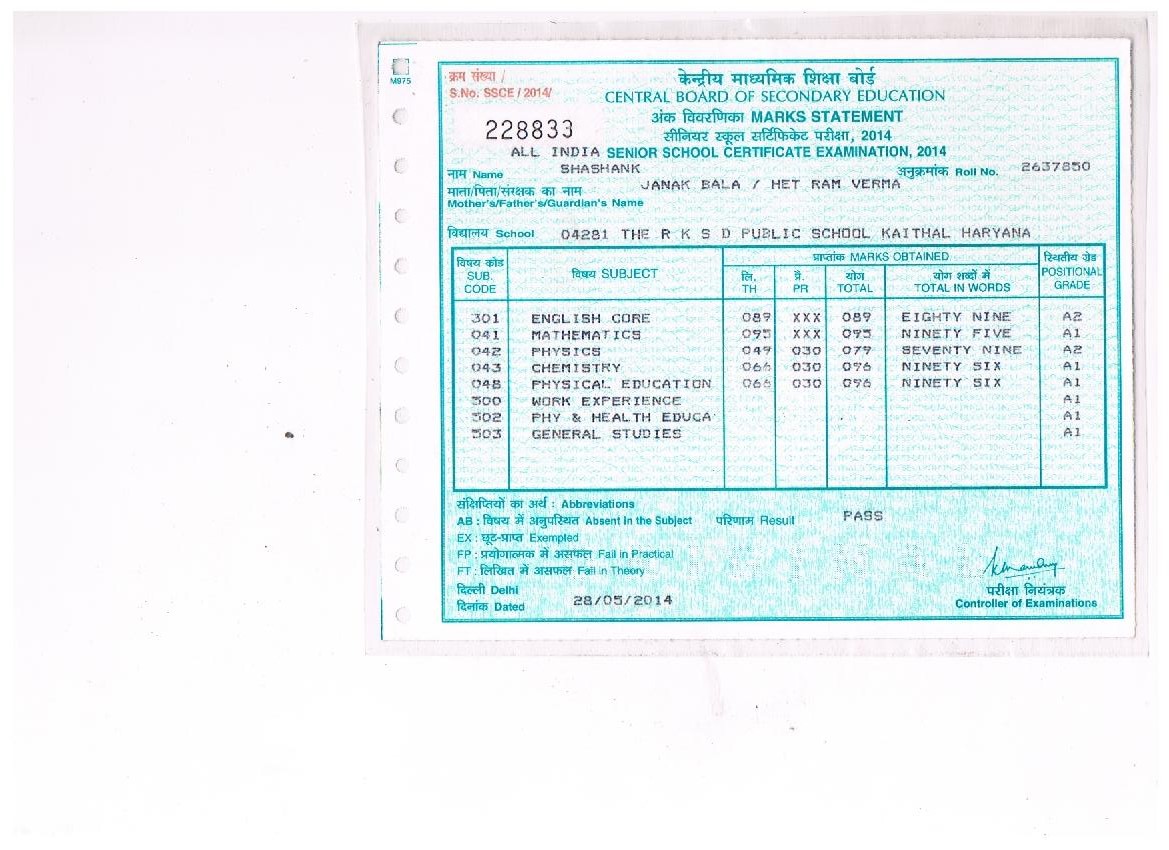 M975
क्रम संख्या /
S.No. SSCE / 2014/
228833
केन्द्रीय माध्यमिक शिक्षा बोर्ड
CENTRAL BOARD OF SECONDARY EDUCATION
अंक विवरणिका MARKS STATEMENT
सीनियर स्कूल सर्टिफिकेट परीक्षा, 2014
ALL INDIA SENIOR SCHOOL CERTIFICATE EXAMINATION, 2014
नाम Name SHASHANK अनुक्रमांक Roll No. 2637850
माता/पिता/संरक्षक का नाम JANAK BALA / HET RAM VERMA
Mother's/Father's/Guardian's Name
विद्यालय School 04281 THE R K S D PUBLIC SCHOOL KAITHAL HARYANA
विषय कोड SUB. CODE विषय SUBJECT प्राप्तांक MARKS OBTAINED स्थितीय ग्रेड POSITIONAL GRADE
लि. TH प्रै. PR योग TOTAL योग शब्दों में TOTAL IN WORDS
301 ENGLISH CORE 089 XXX 089 EIGHTY NINE A2
041 MATHEMATICS 095 XXX 095 NINETY FIVE A1
042 PHYSICS 049 030 079 SEVENTY NINE A2
043 CHEMISTRY 066 030 096 NINETY SIX A1
048 PHYSICAL EDUCATION 066 030 096 NINETY SIX A1
500 WORK EXPERIENCE A1
502 PHY & HEALTH EDUCA A1
503 GENERAL STUDIES A1
संक्षिप्तियों का अर्थ : Abbreviations
AB : विषय में अनुपस्थित Absent in the Subject परिणाम Result PASS
EX : छूट-प्राप्त Exempted
FP : प्रयोगात्मक में असफल Fail in Practical
FT : लिखित में असफल Fail in Theory
दिल्ली Delhi
दिनांक Dated 28/05/2014
परीक्षा नियंत्रक
Controller of Examinations